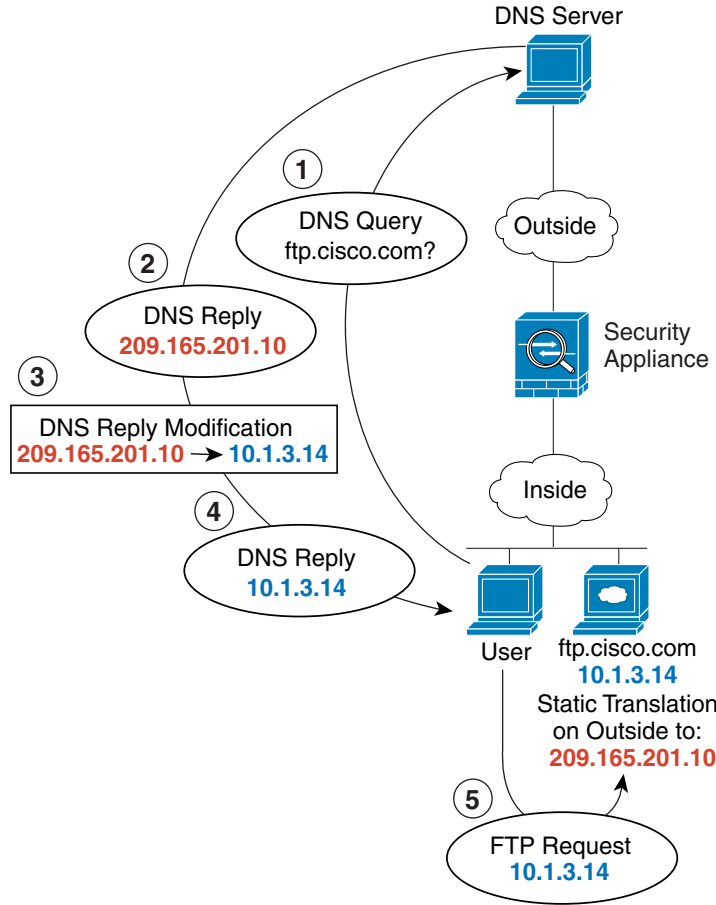 DNS Server
1
DNS Query
ftp.cisco.com?
Outside
2
DNS Reply
209.165.201.10
Security
Appliance
3
DNS Reply Modification
209.165.201.10 → 10.1.3.14
Inside
4
DNS Reply
10.1.3.14
User
ftp.cisco.com
10.1.3.14
Static Translation
on Outside to:
209.165.201.10
5
FTP Request
10.1.3.14